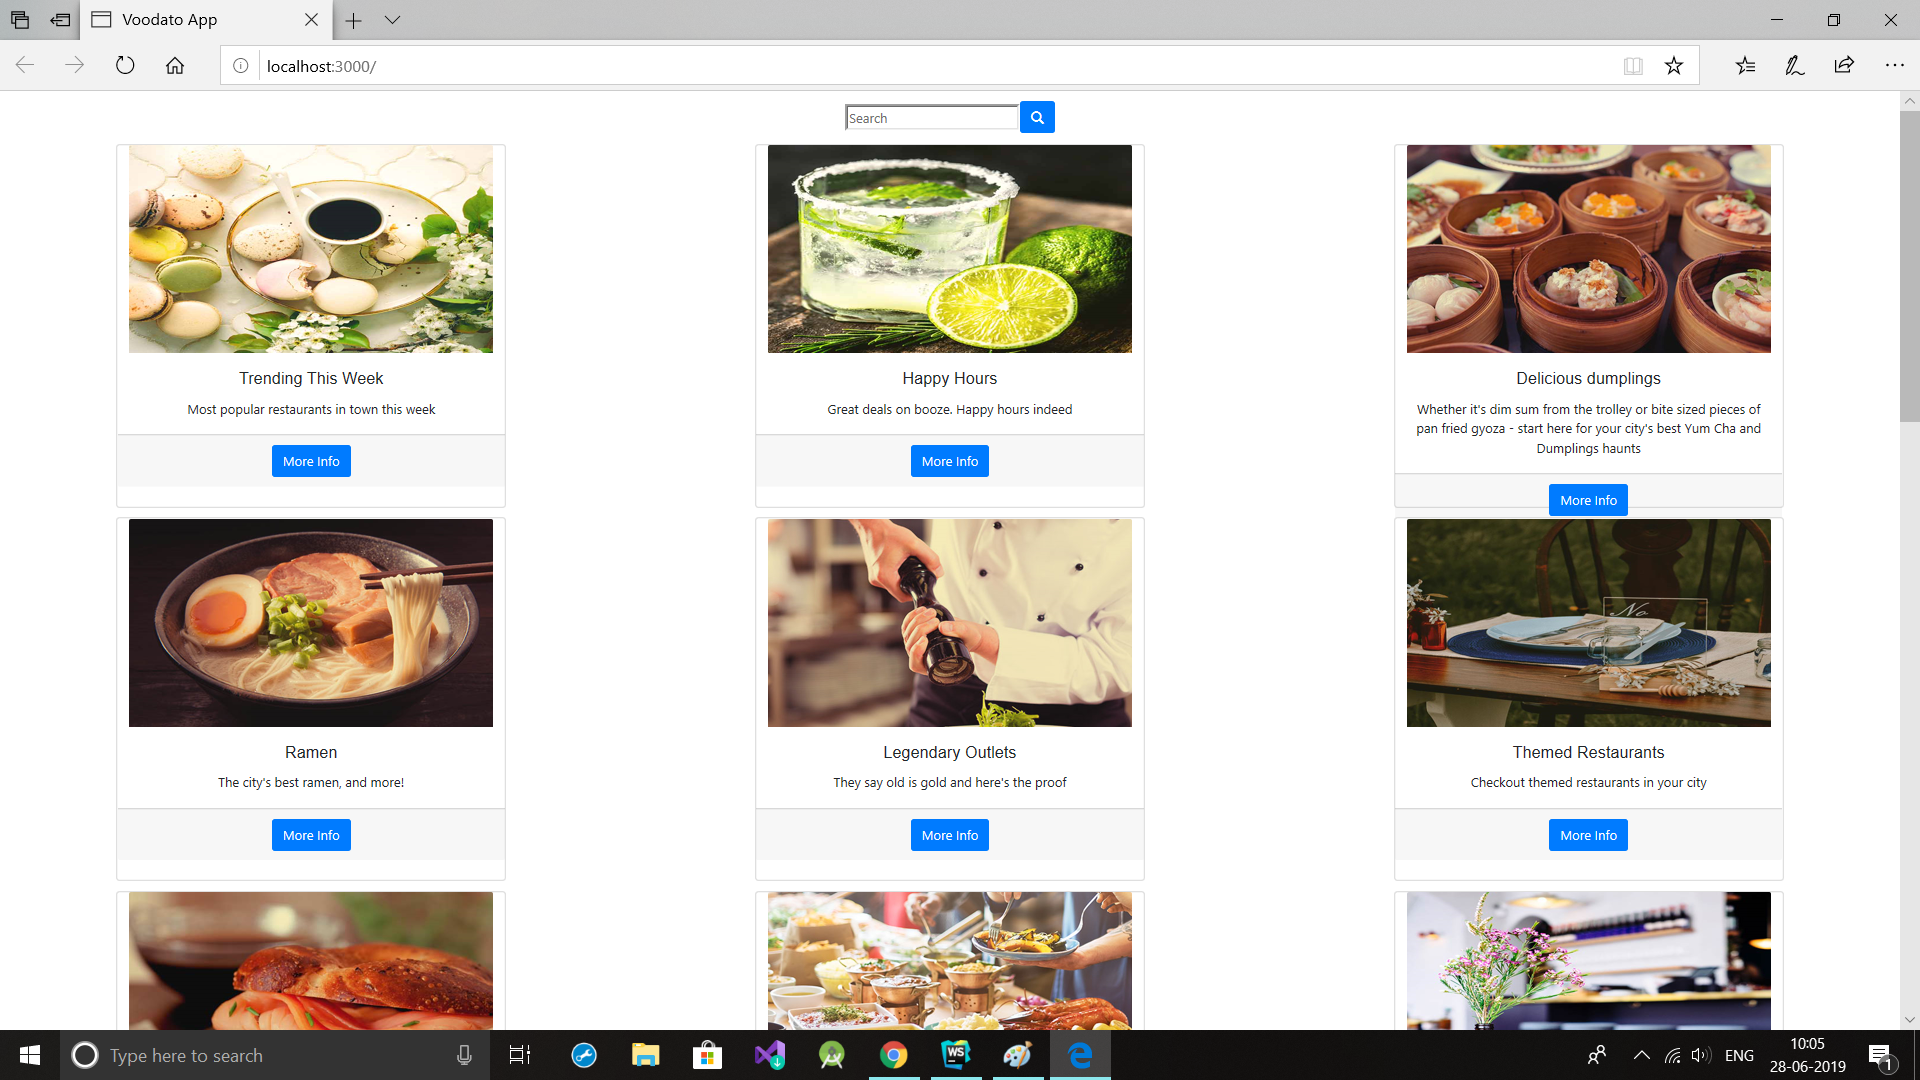 Voodato App
localhost:3000/
Search
Trending This Week
Most popular restaurants in town this week
More Info
Happy Hours
Great deals on booze. Happy hours indeed
More Info
Delicious dumplings
Whether it's dim sum from the trolley or bite sized pieces of
pan fried gyoza - start here for your city's best Yum Cha and
Dumplings haunts
More Info
Ramen
The city's best ramen, and more!
More Info
Legendary Outlets
They say old is gold and here's the proof
More Info
No
Themed Restaurants
Checkout themed restaurants in your city
More Info
Type here to search
WS
ENG
10:05
28-06-2019
1